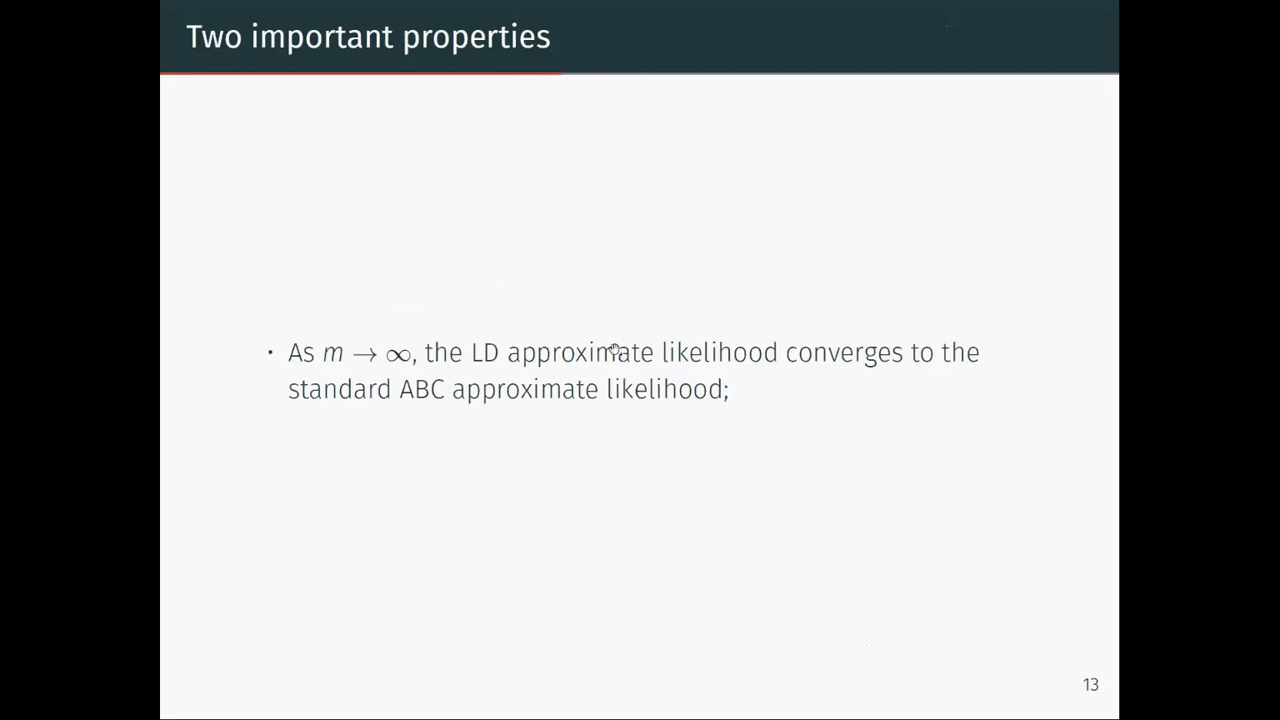 Two important properties
· As m → ∞, the LD approximate likelihood converges to the
standard ABC approximate likelihood;
13